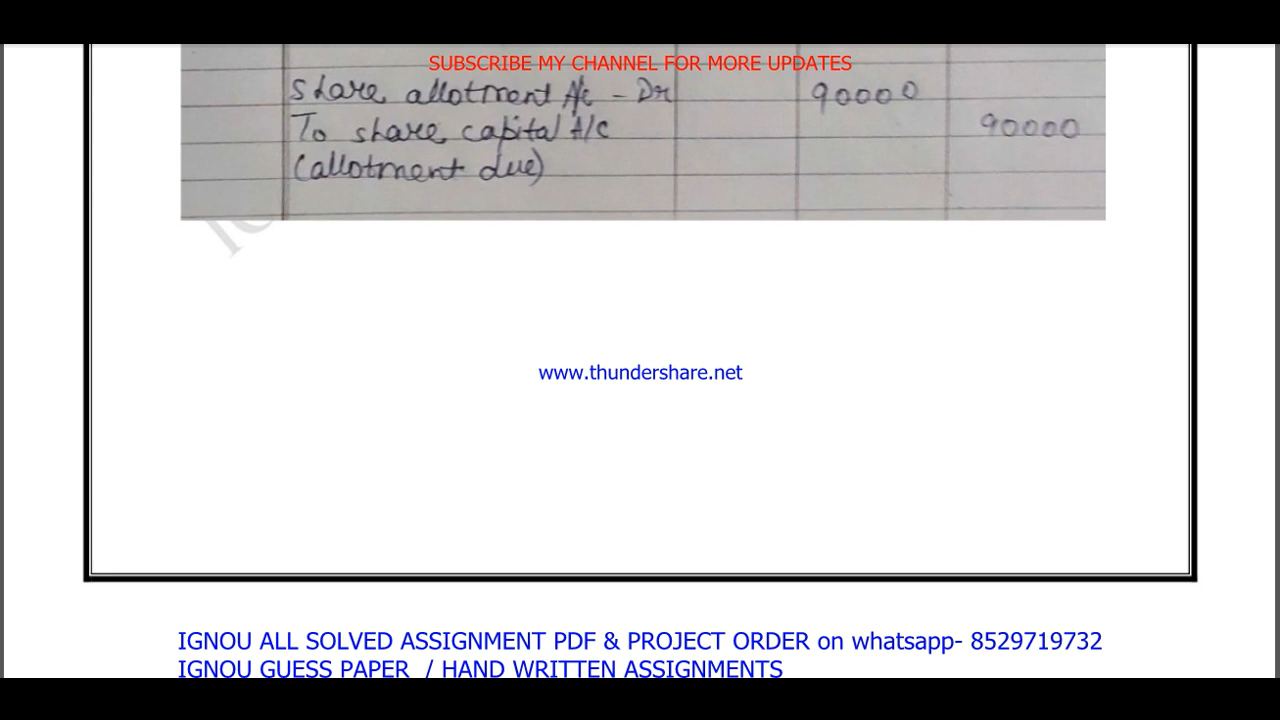 SUBSCRIBE MY CHANNEL FOR MORE UPDATES
Share allotment A/c - Dr 90000
To share capital A/C 90000
(allotment due)
www.thundershare.net
IGNOU ALL SOLVED ASSIGNMENT PDF & PROJECT ORDER on whatsapp- 8529719732
IGNOU GUESS PAPER / HAND WRITTEN ASSIGNMENTS